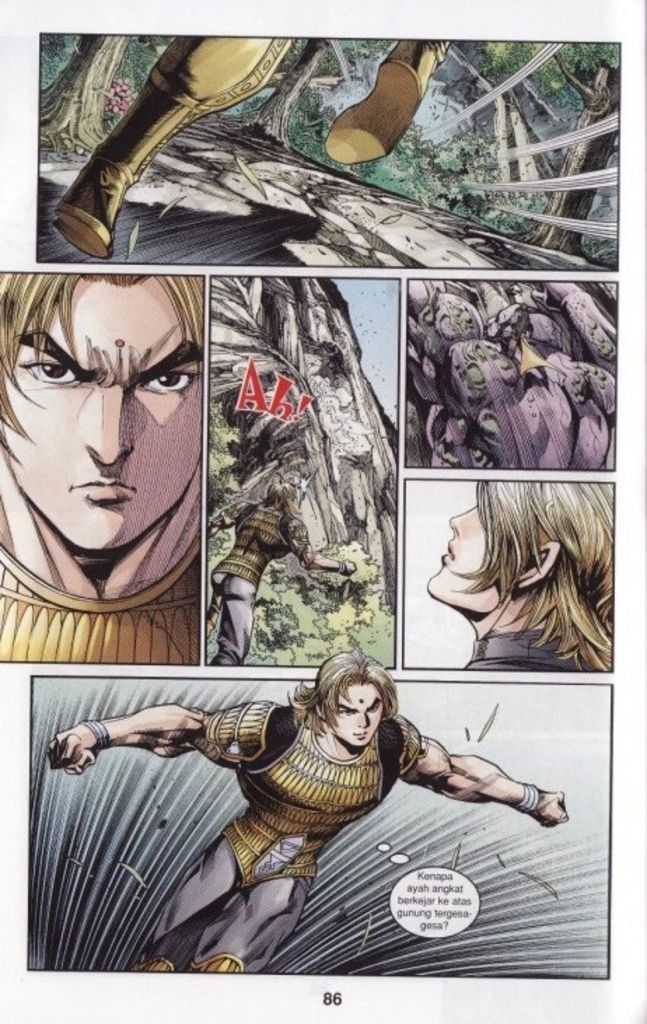 Ah!
Kenapa
ayah angkat
berkejar ke atas
gunung tergesa-
gesa?
86